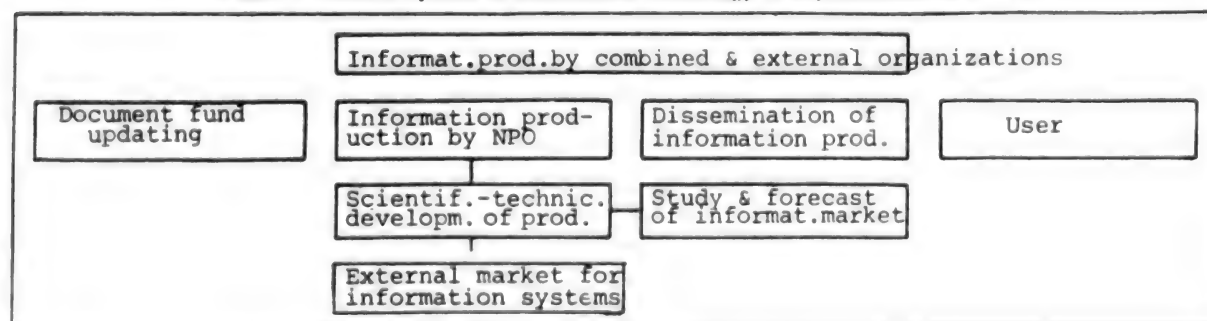 Informat.prod.by combined & external organizations
Document fund
updating
Information prod-
uction by NPO
Dissemination of
information prod.
User
Scientif.-technic.
developm. of prod.
Study & forecast
of informat.market
External market for
information systems